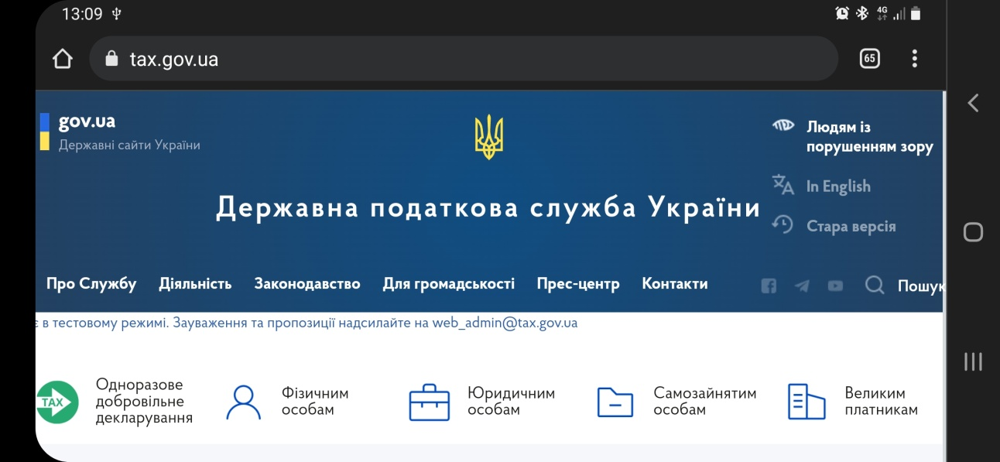 13:09
4G
tax.gov.ua
65
gov.ua
Державні сайти України
Людям із
порушенням зору
In English
Державна податкова служба України
Стара версія
Про Службу Діяльність Законодавство Для громадськості Прес-центр Контакти Пошук
є в тестовому режимі. Зауваження та пропозиції надсилайте на web_admin@tax.gov.ua
TAX
Одноразове
добровільне
декларування
Фізичним
особам
Юридичним
особам
Самозайнятим
особам
Великим
платникам